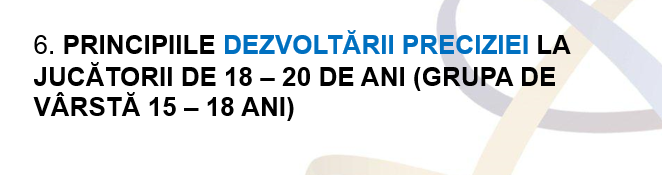 6. PRINCIPIILE DEZVOLTĂRII PRECIZIEI LA
JUCĂTORII DE 18 – 20 DE ANI (GRUPA DE
VÂRSTĂ 15 – 18 ANI)